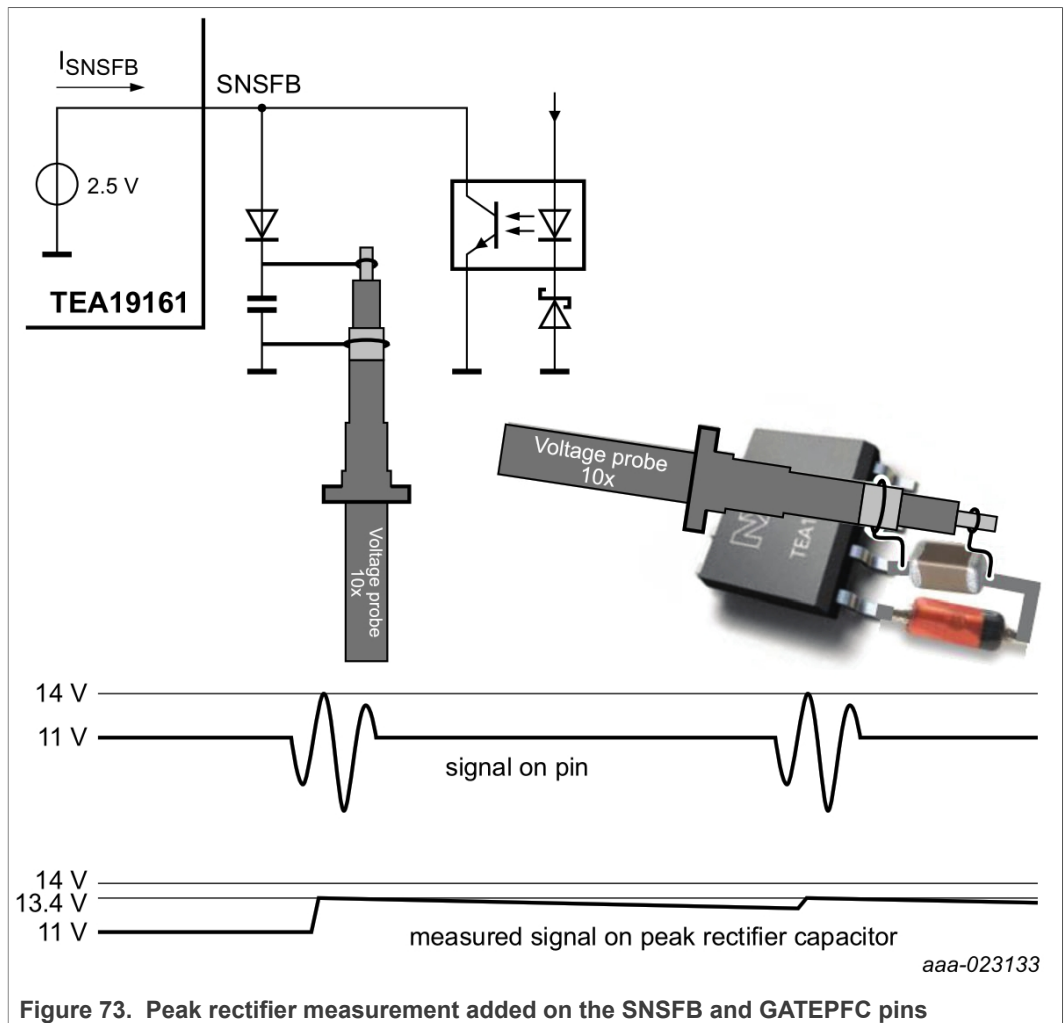 I_SNSFB
SNSFB
2.5 V
TEA19161
Voltage probe
10x
Voltage probe
10x
TEA1
14 V
11 V
signal on pin
14 V
13.4 V
11 V
measured signal on peak rectifier capacitor
aaa-023133
Figure 73. Peak rectifier measurement added on the SNSFB and GATEPFC pins